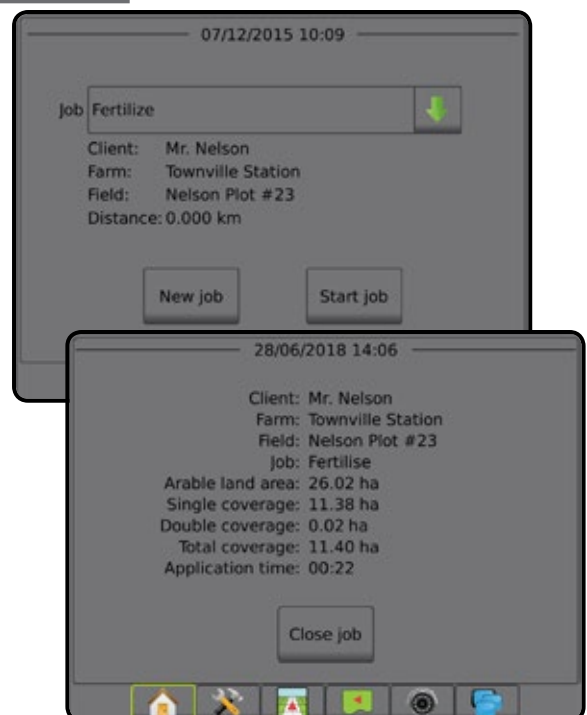 07/12/2015 10:09
Job Fertilize
Client: Mr. Nelson
Farm: Townville Station
Field: Nelson Plot #23
Distance: 0.000 km
New job Start job
28/06/2018 14:06
Client: Mr. Nelson
Farm: Townville Station
Field: Nelson Plot #23
Job: Fertilise
Arable land area: 26.02 ha
Single coverage: 11.38 ha
Double coverage: 0.02 ha
Total coverage: 11.40 ha
Application time: 00:22
Close job